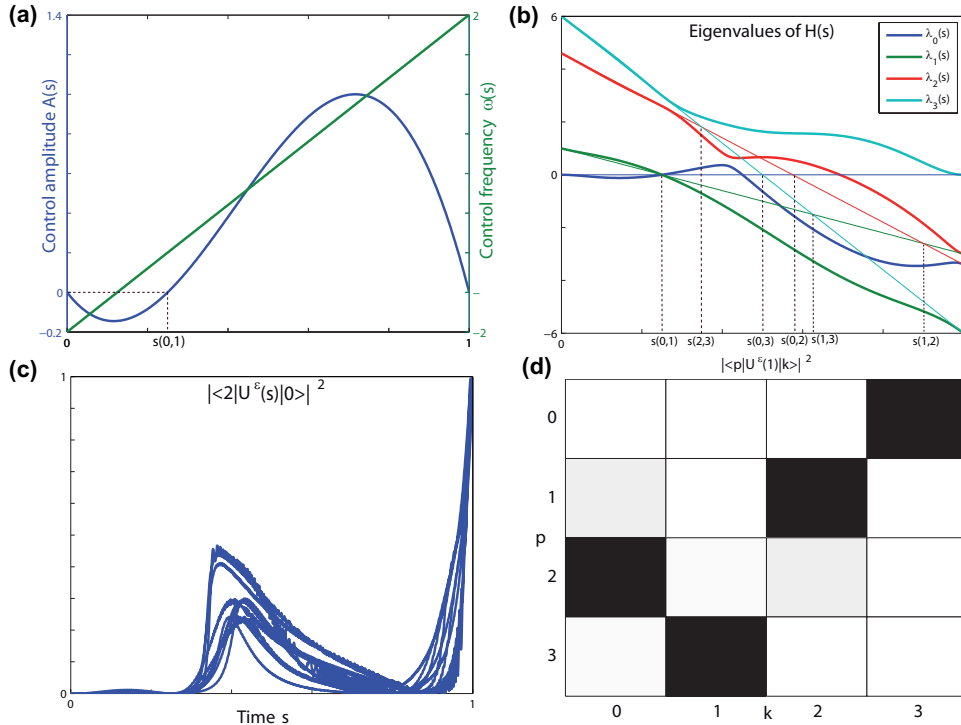 (a)
1.4
0
−0.2
Control amplitude A(s)
0
s(0,1)
1
2
−
−
−2
Control frequency ω(s)
(b)
Eigenvalues of H(s)
λ₀(s)
λ₁(s)
λ₂(s)
λ₃(s)
6
0
−6
0
s(0,1)
s(2,3)
s(0,3)
s(0,2)
s(1,3)
s(1,2)
(c)
|<2|U^ε(s)|0>|²
1
0
0
Time s
1
|<p|U^ε(1)|k>|²
(d)
0
1
p
2
3
0
1
k
2
3